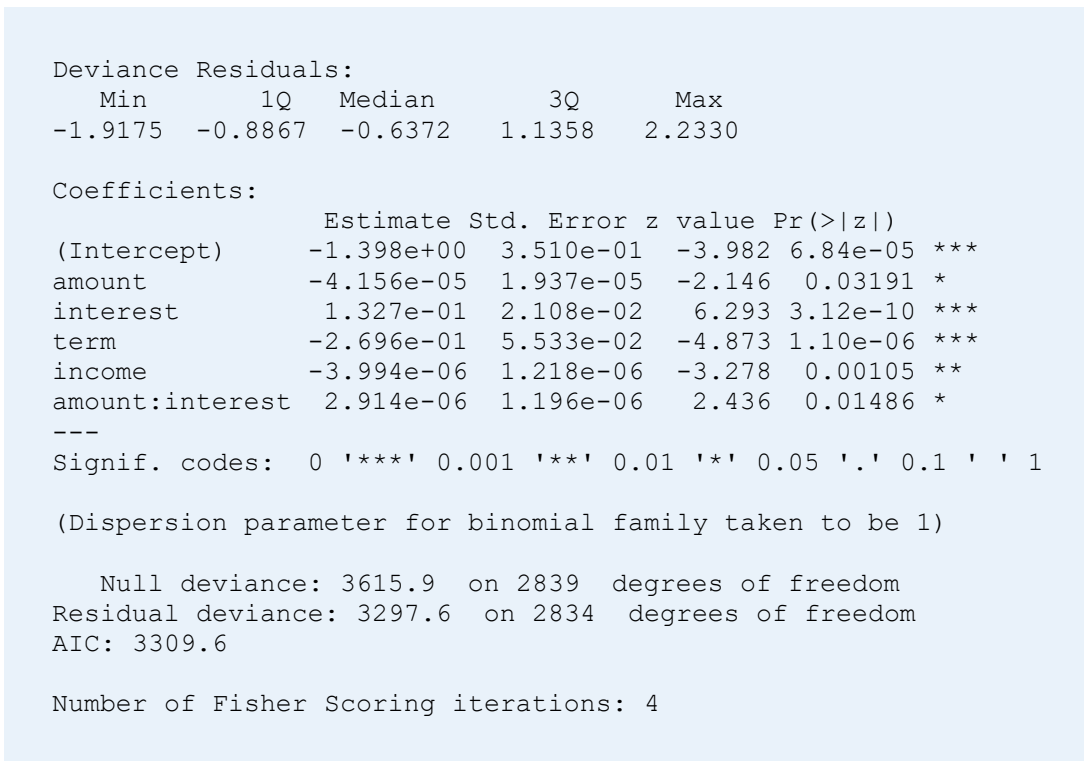 Deviance Residuals:
    Min       1Q   Median       3Q      Max
-1.9175  -0.8867  -0.6372   1.1358   2.2330

Coefficients:
                  Estimate Std. Error z value Pr(>|z|)
(Intercept)     -1.398e+00  3.510e-01  -3.982 6.84e-05 ***
amount          -4.156e-05  1.937e-05  -2.146  0.03191 *
interest         1.327e-01  2.108e-02   6.293 3.12e-10 ***
term            -2.696e-01  5.533e-02  -4.873 1.10e-06 ***
income          -3.994e-06  1.218e-06  -3.278  0.00105 **
amount:interest  2.914e-06  1.196e-06   2.436  0.01486 *
---
Signif. codes:  0 '***' 0.001 '**' 0.01 '*' 0.05 '.' 0.1 ' ' 1

(Dispersion parameter for binomial family taken to be 1)

    Null deviance: 3615.9  on 2839  degrees of freedom
Residual deviance: 3297.6  on 2834  degrees of freedom
AIC: 3309.6

Number of Fisher Scoring iterations: 4